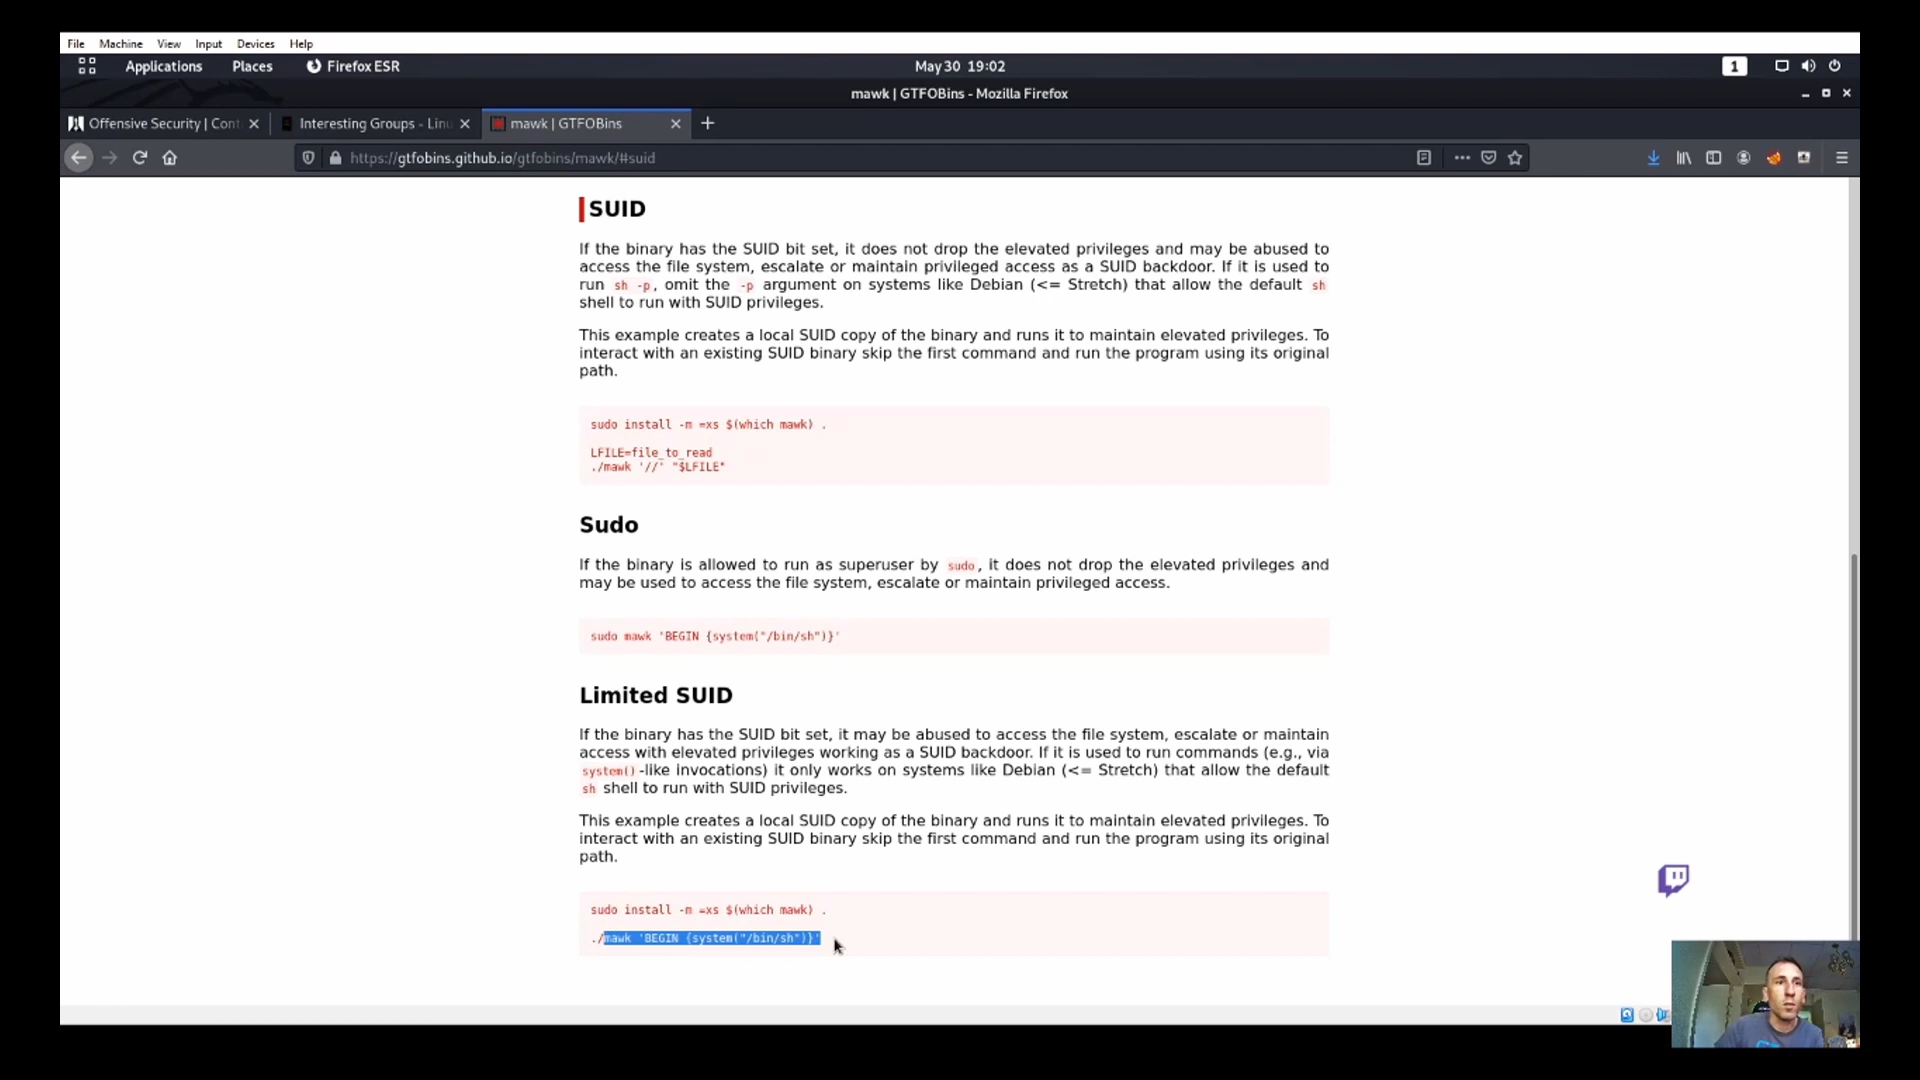 File Machine View Input Devices Help
Applications Places Firefox ESR May 30 19:02 1
mawk | GTFOBins - Mozilla Firefox
Offensive Security | Cont Interesting Groups - Linu mawk | GTFOBins
https://gtfobins.github.io/gtfobins/mawk/#suid
SUID
If the binary has the SUID bit set, it does not drop the elevated privileges and may be abused to
access the file system, escalate or maintain privileged access as a SUID backdoor. If it is used to
run sh -p, omit the -p argument on systems like Debian (<= Stretch) that allow the default sh
shell to run with SUID privileges.
This example creates a local SUID copy of the binary and runs it to maintain elevated privileges. To
interact with an existing SUID binary skip the first command and run the program using its original
path.
sudo install -m =xs $(which mawk) .
LFILE=file_to_read
./mawk '//' "$LFILE"
Sudo
If the binary is allowed to run as superuser by sudo, it does not drop the elevated privileges and
may be used to access the file system, escalate or maintain privileged access.
sudo mawk 'BEGIN {system("/bin/sh")}'
Limited SUID
If the binary has the SUID bit set, it may be abused to access the file system, escalate or maintain
access with elevated privileges working as a SUID backdoor. If it is used to run commands (e.g., via
system()-like invocations) it only works on systems like Debian (<= Stretch) that allow the default
sh shell to run with SUID privileges.
This example creates a local SUID copy of the binary and runs it to maintain elevated privileges. To
interact with an existing SUID binary skip the first command and run the program using its original
path.
sudo install -m =xs $(which mawk) .
./mawk 'BEGIN {system("/bin/sh")}'